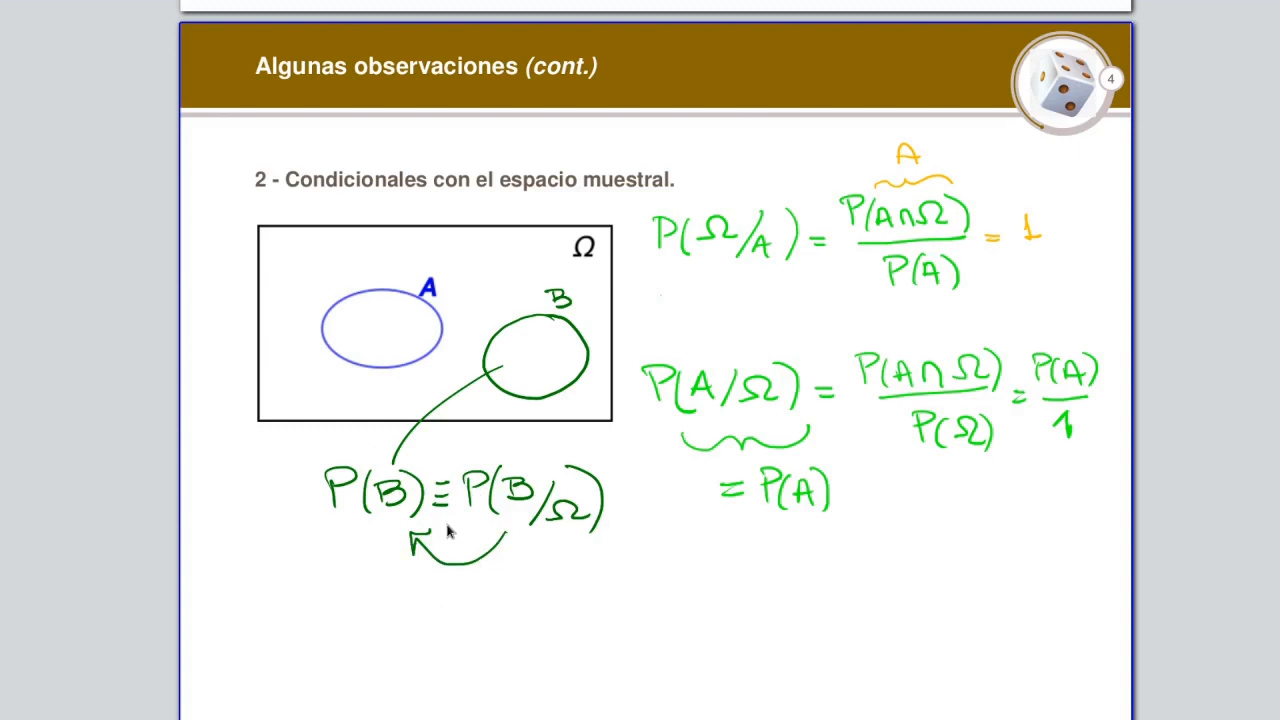 Algunas observaciones (cont.)
4
2 - Condicionales con el espacio muestral.
A
P(Ω/A) = P(A∩Ω)/P(A) = 1
Ω
A
B
P(A/Ω) = P(A∩Ω)/P(Ω) = P(A)/1
= P(A)
P(B) ≡ P(B/Ω)